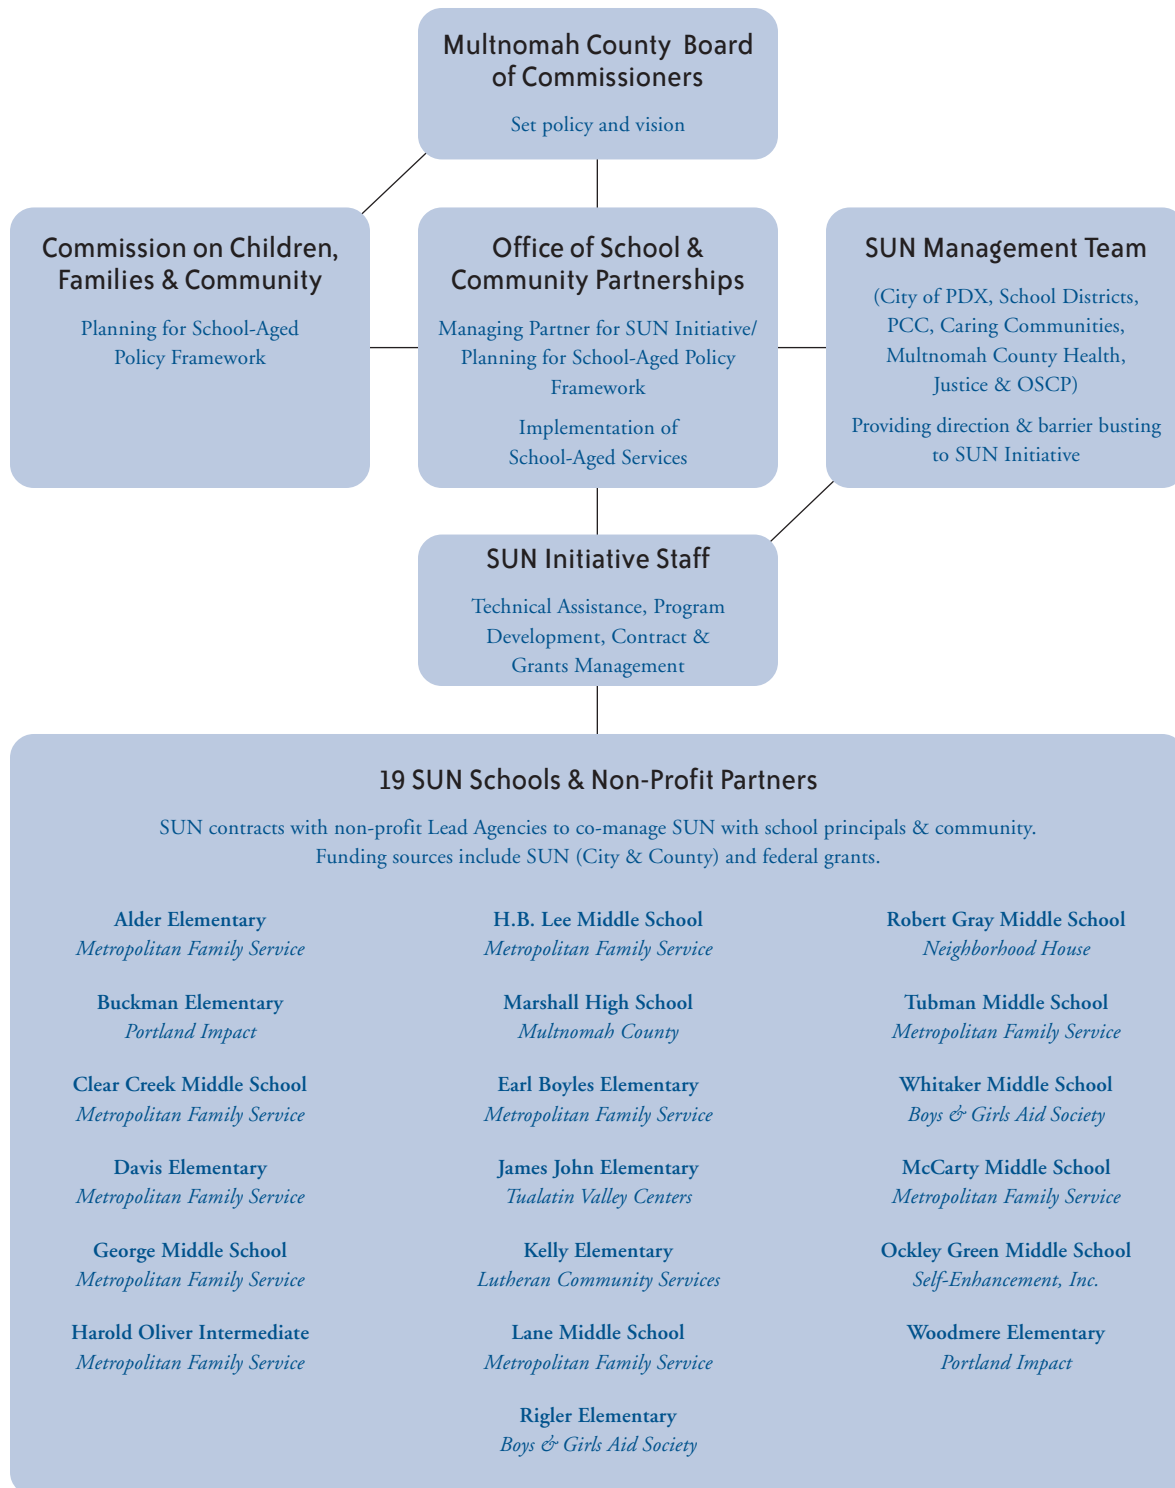 Multnomah County Board
of Commissioners
Set policy and vision
Commission on Children,
Families & Community
Planning for School-Aged
Policy Framework
Office of School &
Community Partnerships
Managing Partner for SUN Initiative/
Planning for School-Aged Policy
Framework
Implementation of
School-Aged Services
SUN Management Team
(City of PDX, School Districts,
PCC, Caring Communities,
Multnomah County Health,
Justice & OSCP)
Providing direction & barrier busting
to SUN Initiative
SUN Initiative Staff
Technical Assistance, Program
Development, Contract &
Grants Management
19 SUN Schools & Non-Profit Partners
SUN contracts with non-profit Lead Agencies to co-manage SUN with school principals & community.
Funding sources include SUN (City & County) and federal grants.
Alder Elementary
Metropolitan Family Service
Buckman Elementary
Portland Impact
Clear Creek Middle School
Metropolitan Family Service
Davis Elementary
Metropolitan Family Service
George Middle School
Metropolitan Family Service
Harold Oliver Intermediate
Metropolitan Family Service
H.B. Lee Middle School
Metropolitan Family Service
Marshall High School
Multnomah County
Earl Boyles Elementary
Metropolitan Family Service
James John Elementary
Tualatin Valley Centers
Kelly Elementary
Lutheran Community Services
Lane Middle School
Metropolitan Family Service
Rigler Elementary
Boys & Girls Aid Society
Robert Gray Middle School
Neighborhood House
Tubman Middle School
Metropolitan Family Service
Whitaker Middle School
Boys & Girls Aid Society
McCarty Middle School
Metropolitan Family Service
Ockley Green Middle School
Self-Enhancement, Inc.
Woodmere Elementary
Portland Impact